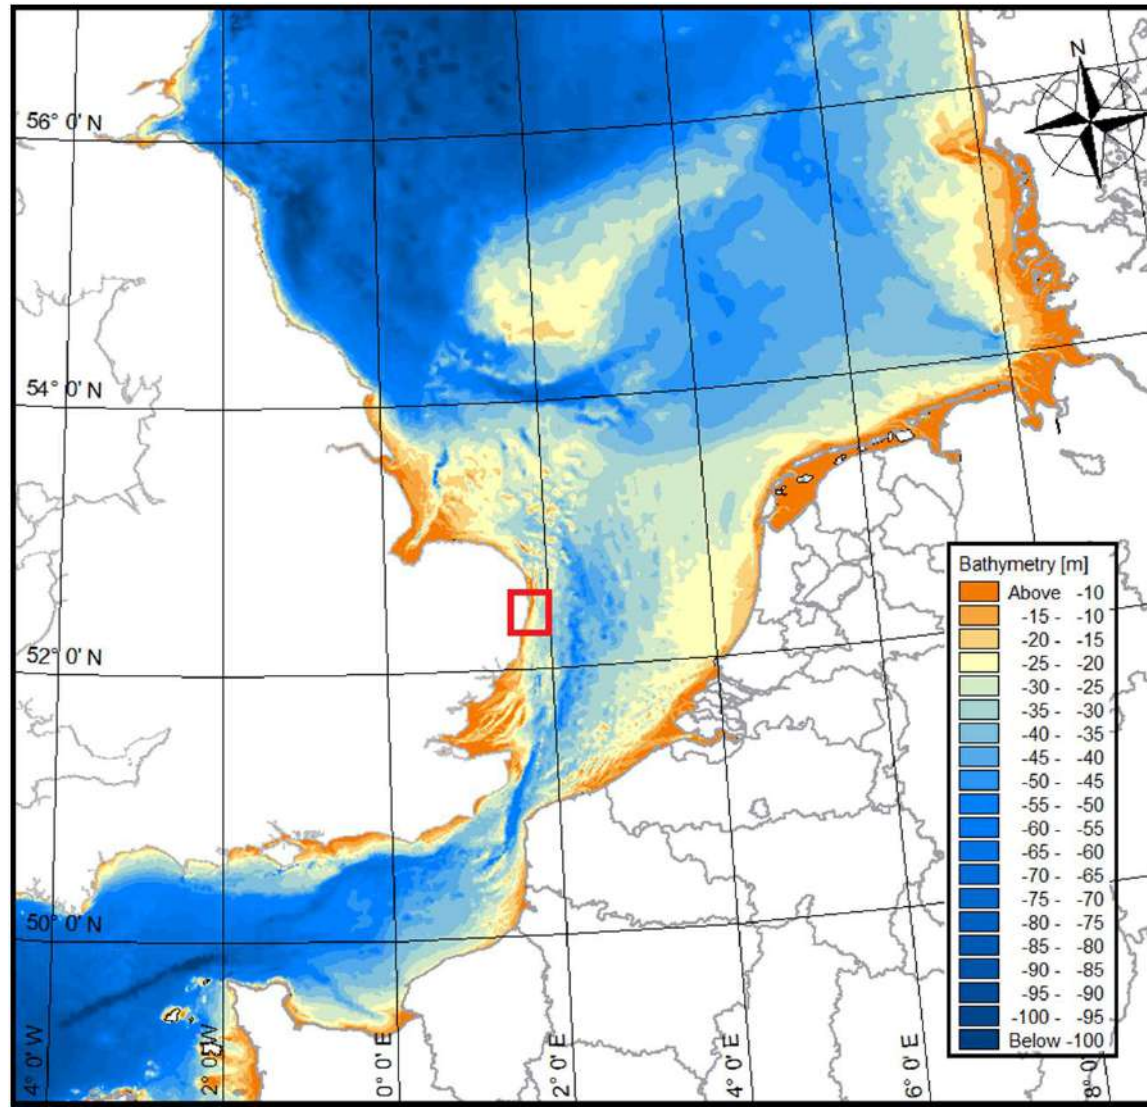 N
56° 0' N
54° 0' N
52° 0' N
50° 0' N
4° 0' W
2° 0' W
0° 0' E
2° 0' E
4° 0' E
6° 0' E
8° 0'
Bathymetry [m]
Above -10
-15 - -10
-20 - -15
-25 - -20
-30 - -25
-35 - -30
-40 - -35
-45 - -40
-50 - -45
-55 - -50
-60 - -55
-65 - -60
-70 - -65
-75 - -70
-80 - -75
-85 - -80
-90 - -85
-95 - -90
-100 - -95
Below -100